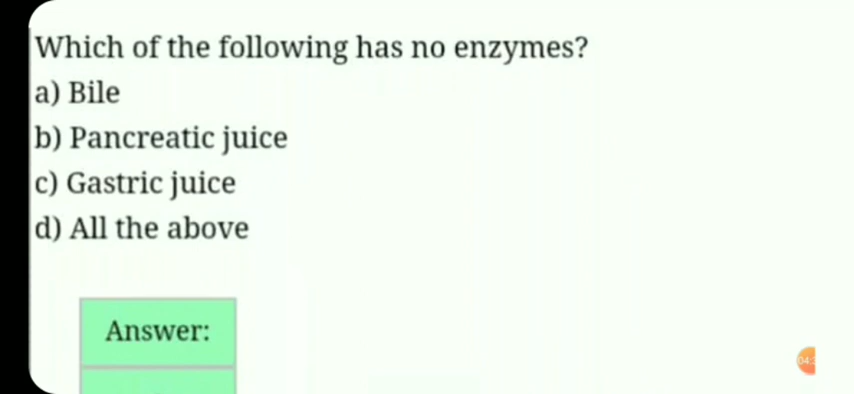 Which of the following has no enzymes?
a) Bile
b) Pancreatic juice
c) Gastric juice
d) All the above
Answer: